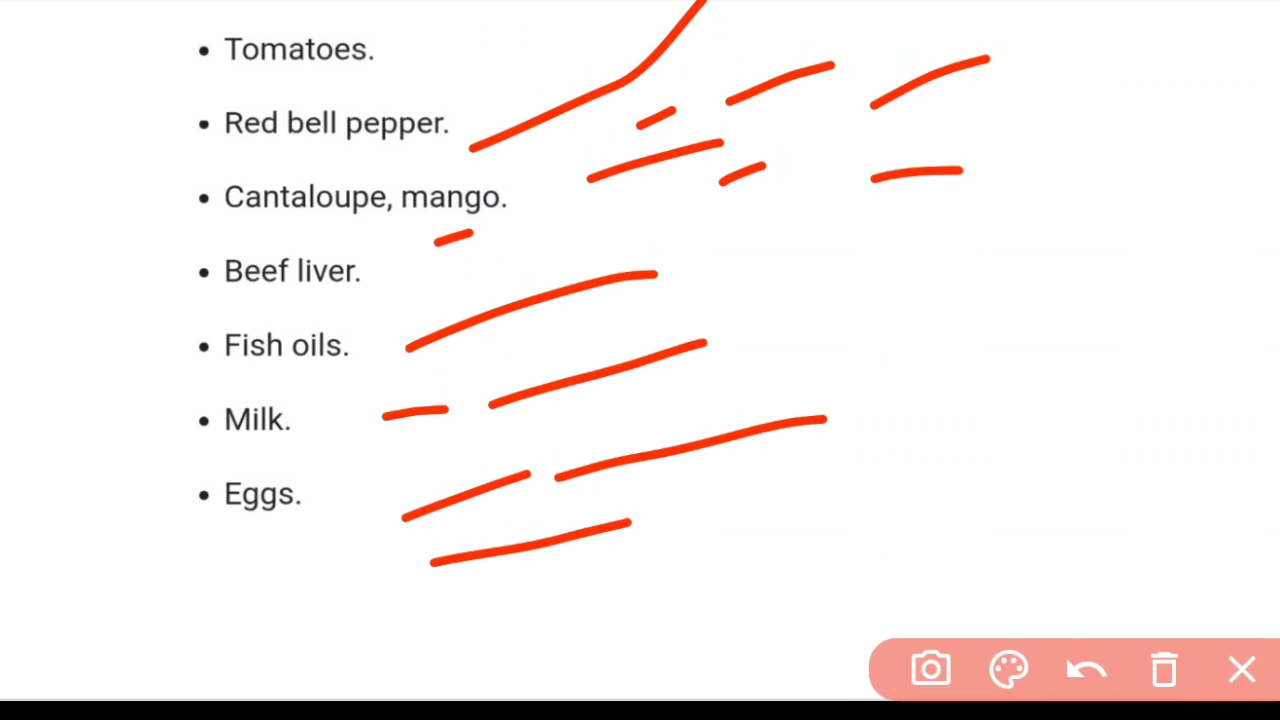 • Tomatoes.
• Red bell pepper.
• Cantaloupe, mango.
• Beef liver.
• Fish oils.
• Milk.
• Eggs.